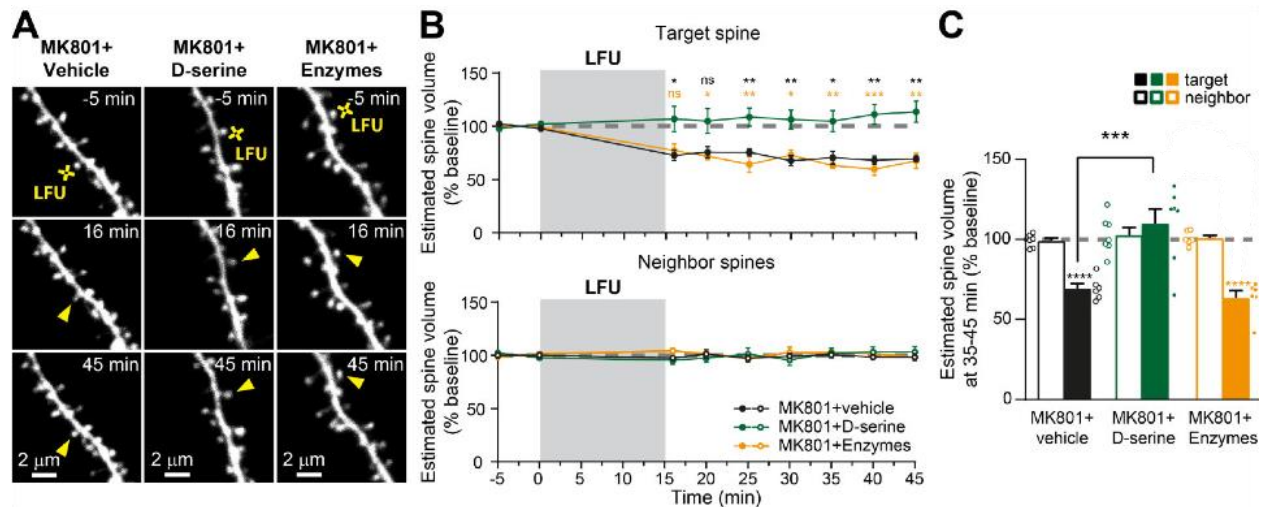 A
MK801+
Vehicle
MK801+
D-serine
MK801+
Enzymes
-5 min
LFU
-5 min
LFU
-5 min
LFU
16 min
16 min
16 min
45 min
2 μm
45 min
2 μm
45 min
2 μm
B
Target spine
LFU
Estimated spine volume
(% baseline)
150
100
50
0
* ns ** ** * ** **
ns * ** * ** *** **
Neighbor spines
LFU
Estimated spine volume
(% baseline)
150
100
50
0
MK801+vehicle
MK801+D-serine
MK801+Enzymes
-5 0 5 10 15 20 25 30 35 40 45
Time (min)
C
target
neighbor
Estimated spine volume
at 35-45 min (% baseline)
150
100
50
0
***
****
****
MK801+
vehicle
MK801+
D-serine
MK801+
Enzymes